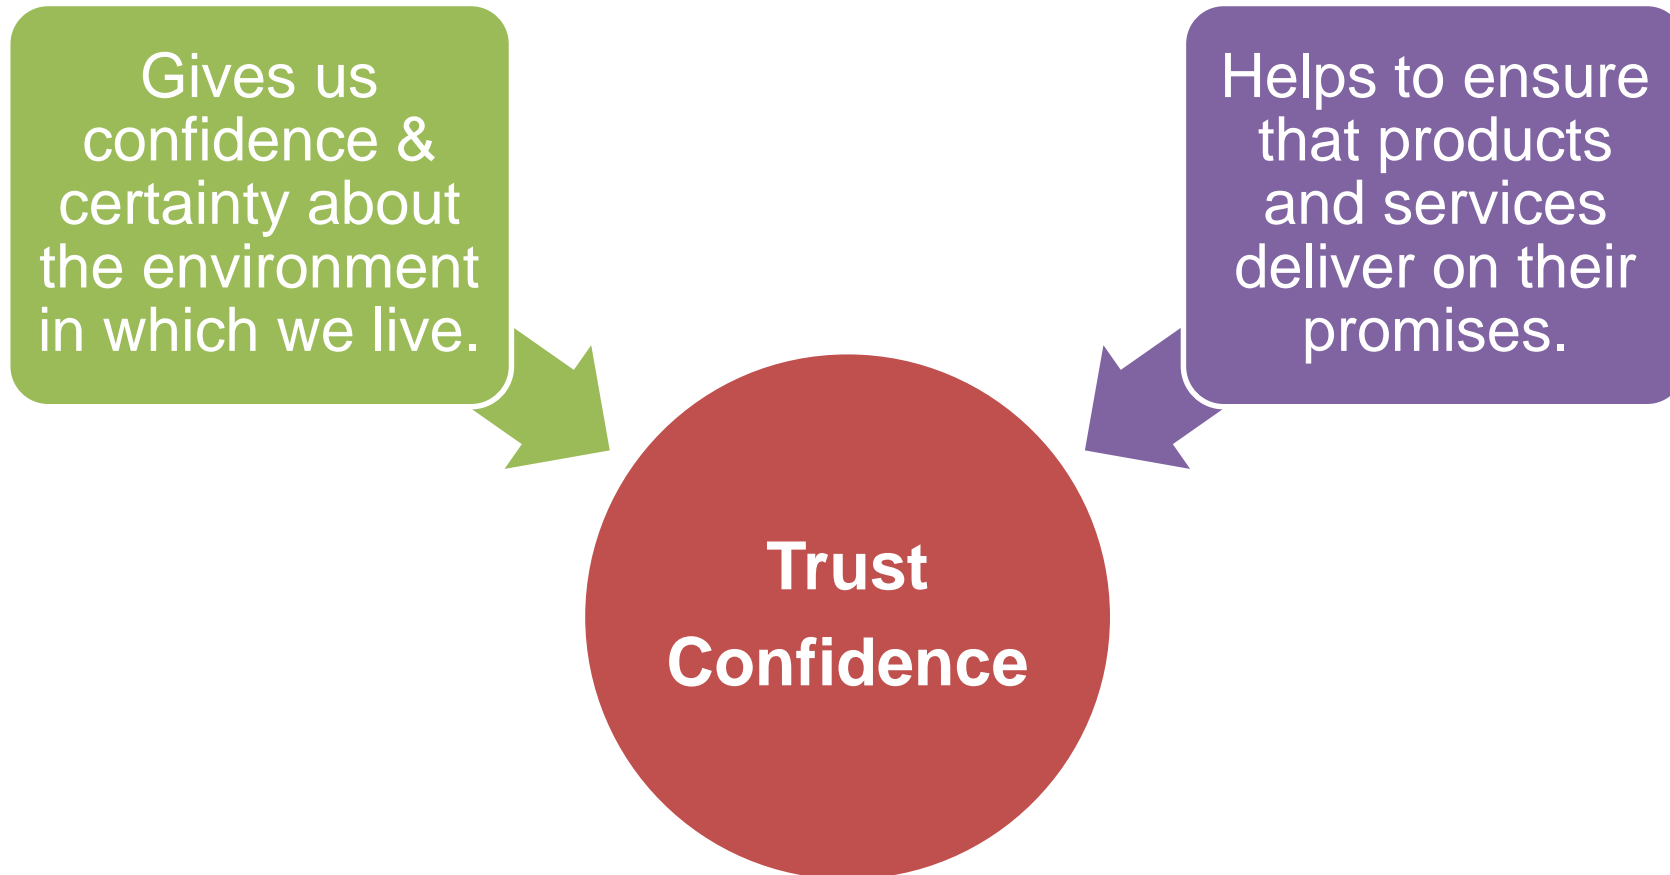 Gives us
confidence &
certainty about
the environment
in which we live.
Helps to ensure
that products
and services
deliver on their
promises.
Trust
Confidence